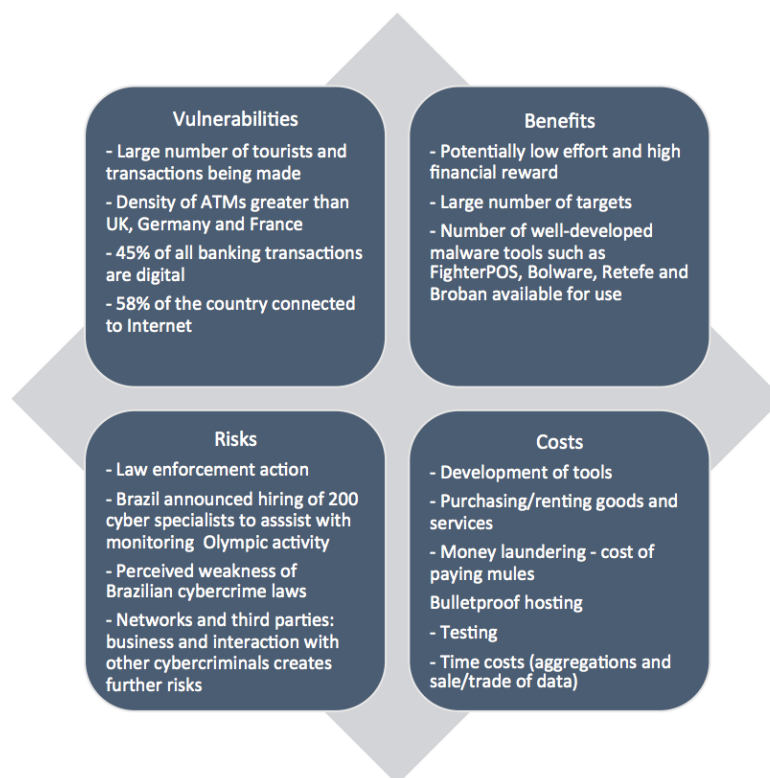 Vulnerabilities
- Large number of tourists and
transactions being made
- Density of ATMs greater than
UK, Germany and France
- 45% of all banking transactions
are digital
- 58% of the country connected
to Internet
Benefits
- Potentially low effort and high
financial reward
- Large number of targets
- Number of well-developed
malware tools such as
FighterPOS, Bolware, Retefe and
Broban available for use
Risks
- Law enforcement action
- Brazil announced hiring of 200
cyber specialists to asssist with
monitoring  Olympic activity
- Perceived weakness of
Brazilian cybercrime laws
- Networks and third parties:
business and interaction with
other cybercriminals creates
further risks
Costs
- Development of tools
- Purchasing/renting goods and
services
- Money laundering - cost of
paying mules
Bulletproof hosting
- Testing
- Time costs (aggregations and
sale/trade of data)